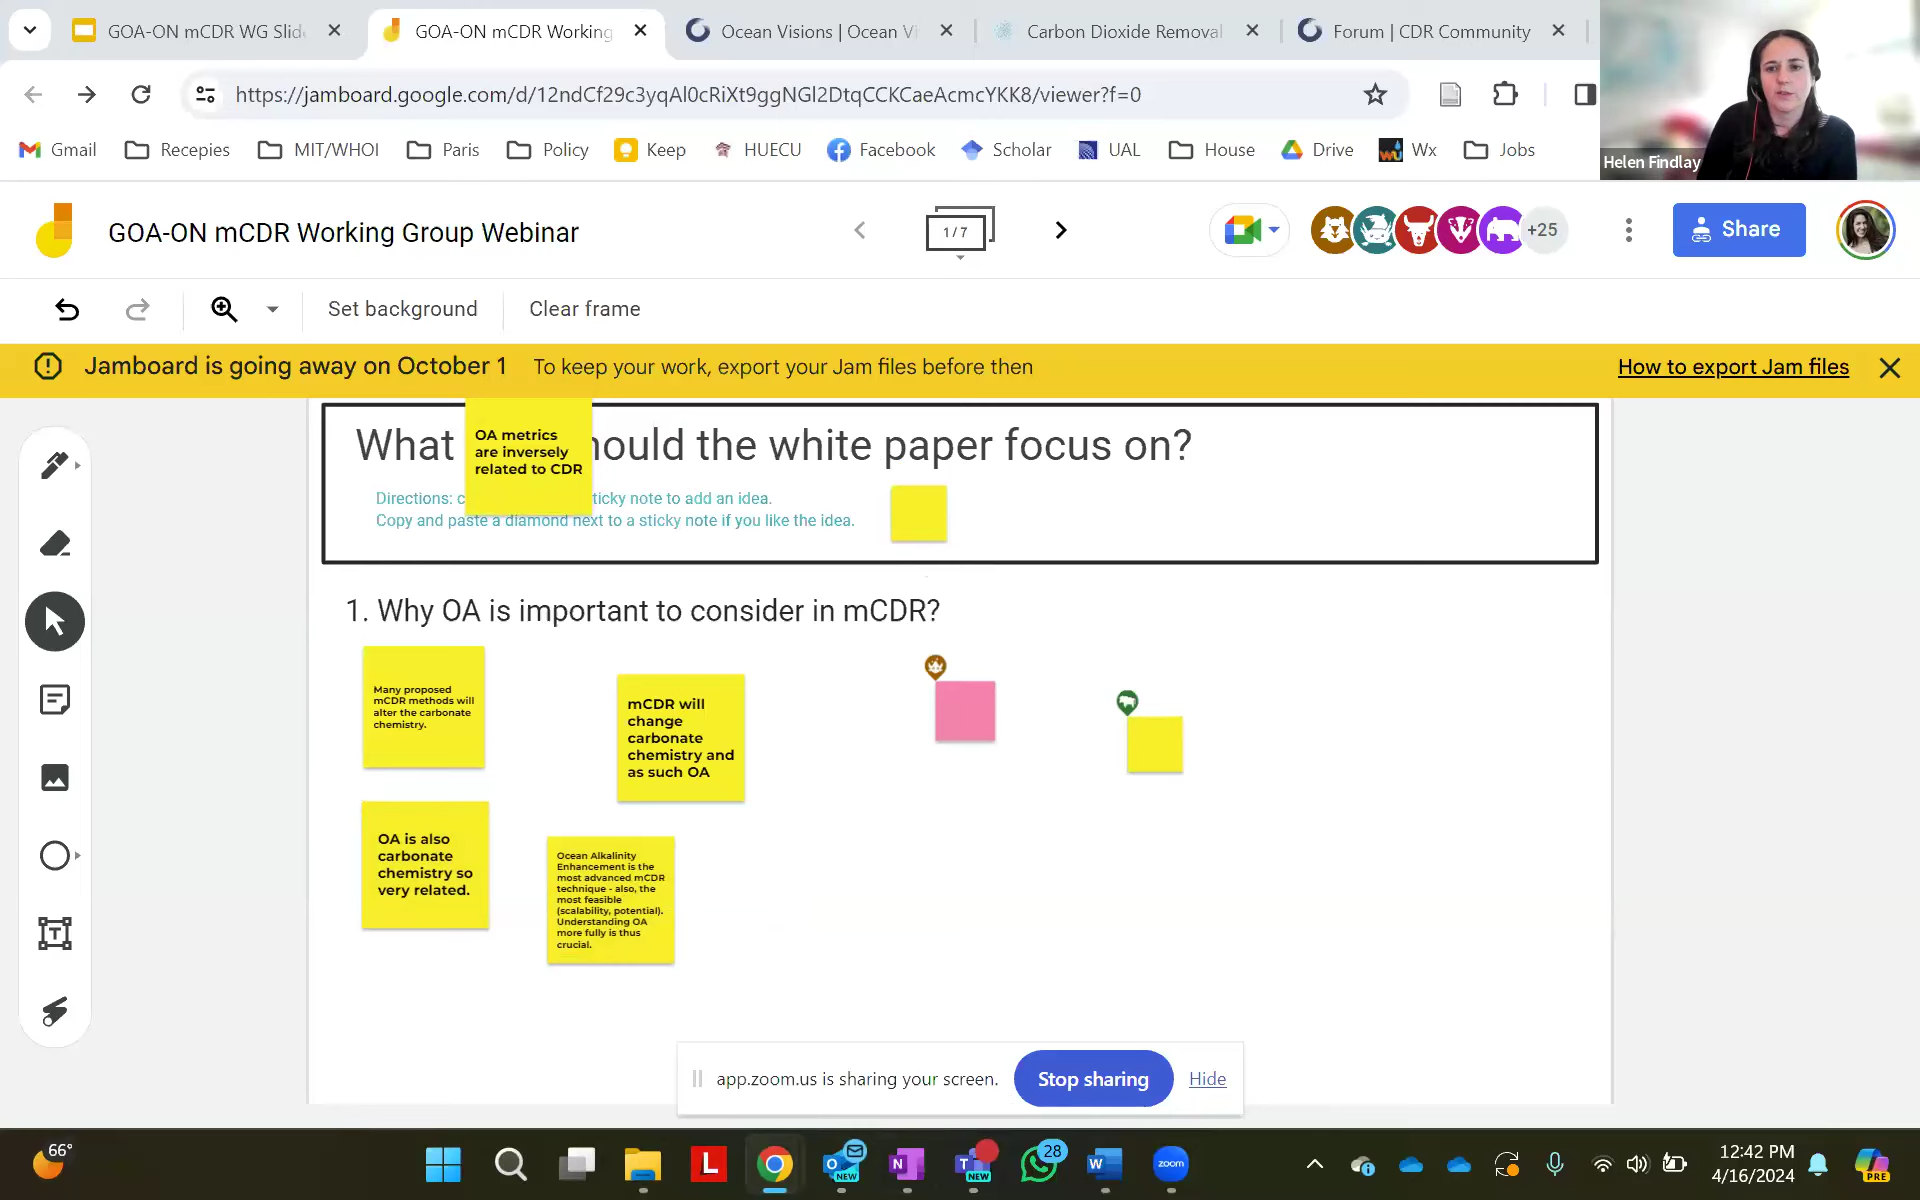 GOA-ON mCDR WG Slid
GOA-ON mCDR Working
Ocean Visions | Ocean Vi
Carbon Dioxide Removal
Forum | CDR Community
https://jamboard.google.com/d/12ndCf29c3yqAl0cRiXt9ggNGl2DtqCCKCaeAcmcYKK8/viewer?f=0
Gmail
Recepies
MIT/WHOI
Paris
Policy
Keep
HUECU
Facebook
Scholar
UAL
House
Drive
Wx
Jobs
Helen Findlay
GOA-ON mCDR Working Group Webinar
1 / 7
+25
Share
Set background
Clear frame
Jamboard is going away on October 1
To keep your work, export your Jam files before then
How to export Jam files
What
hould the white paper focus on?
OA metrics
are inversely
related to CDR
Directions: c
ticky note to add an idea.
Copy and paste a diamond next to a sticky note if you like the idea.
1. Why OA is important to consider in mCDR?
Many proposed
mCDR methods will
alter the carbonate
chemistry.
mCDR will
change
carbonate
chemistry and
as such OA
OA is also
carbonate
chemistry so
very related.
Ocean Alkalinity
Enhancement is the
most advanced mCDR
technique - also, the
most feasible
(scalability, potential).
Understanding OA
more fully is thus
crucial.
app.zoom.us is sharing your screen.
Stop sharing
Hide
66°
L
O
NEW
N
T
NEW
28
W
zoom
12:42 PM
4/16/2024
PRE